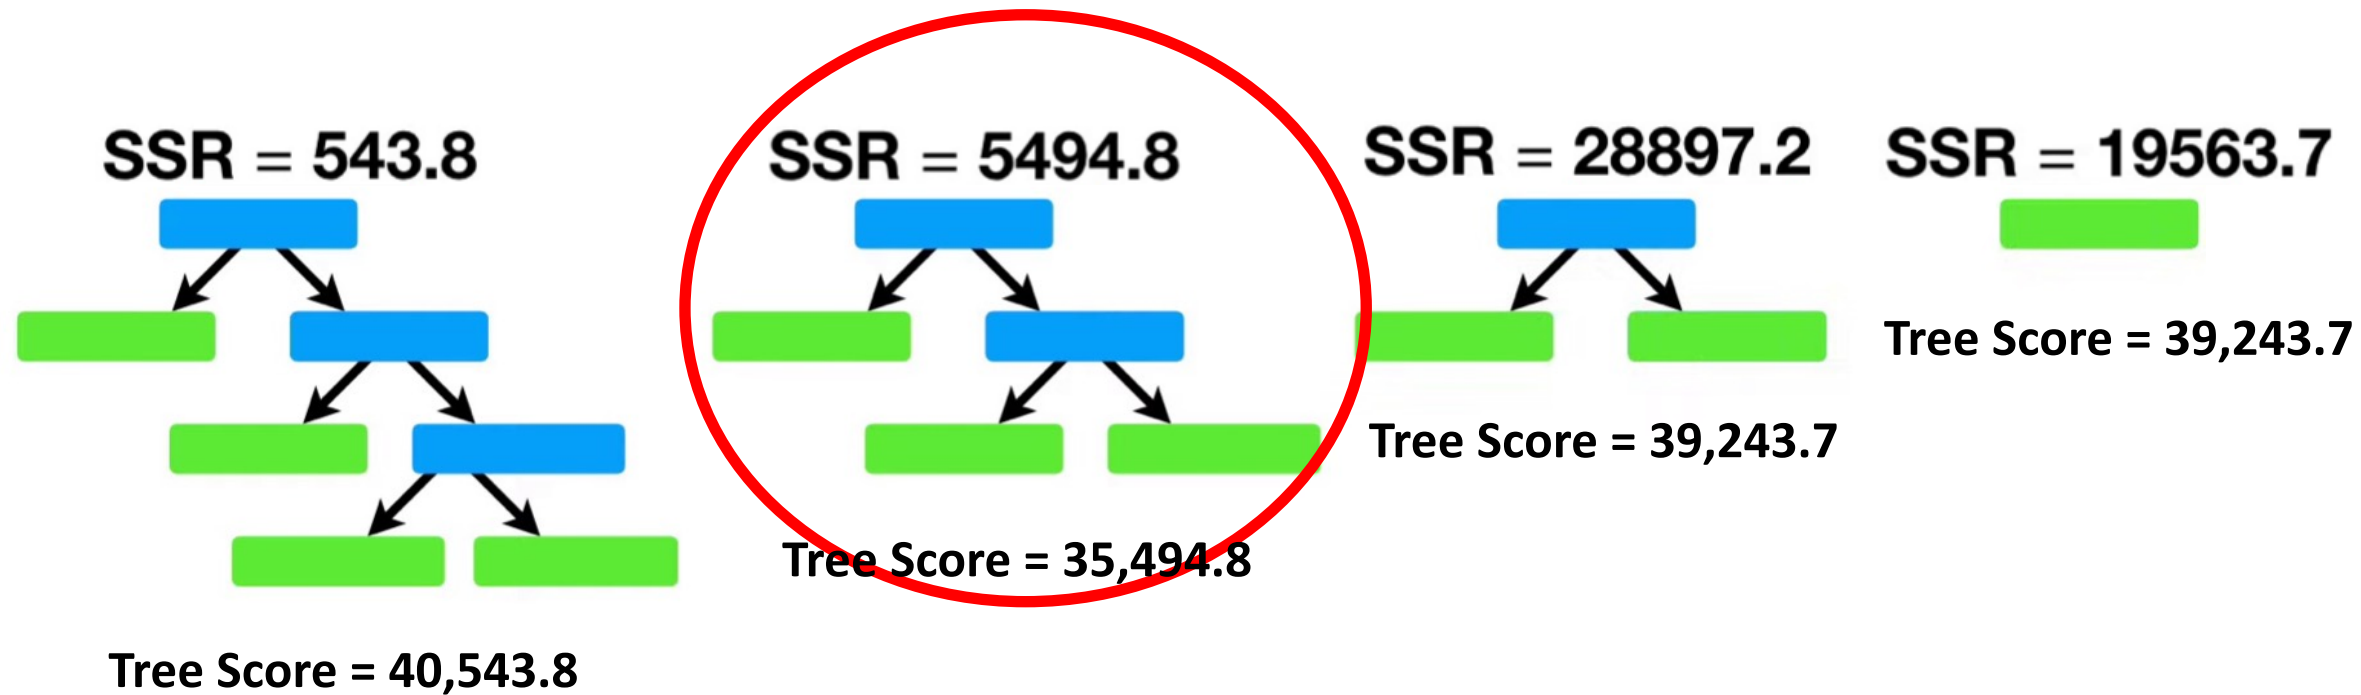 SSR = 543.8
Tree Score = 40,543.8
SSR = 5494.8
Tree Score = 35,494.8
SSR = 28897.2
Tree Score = 39,243.7
SSR = 19563.7
Tree Score = 39,243.7